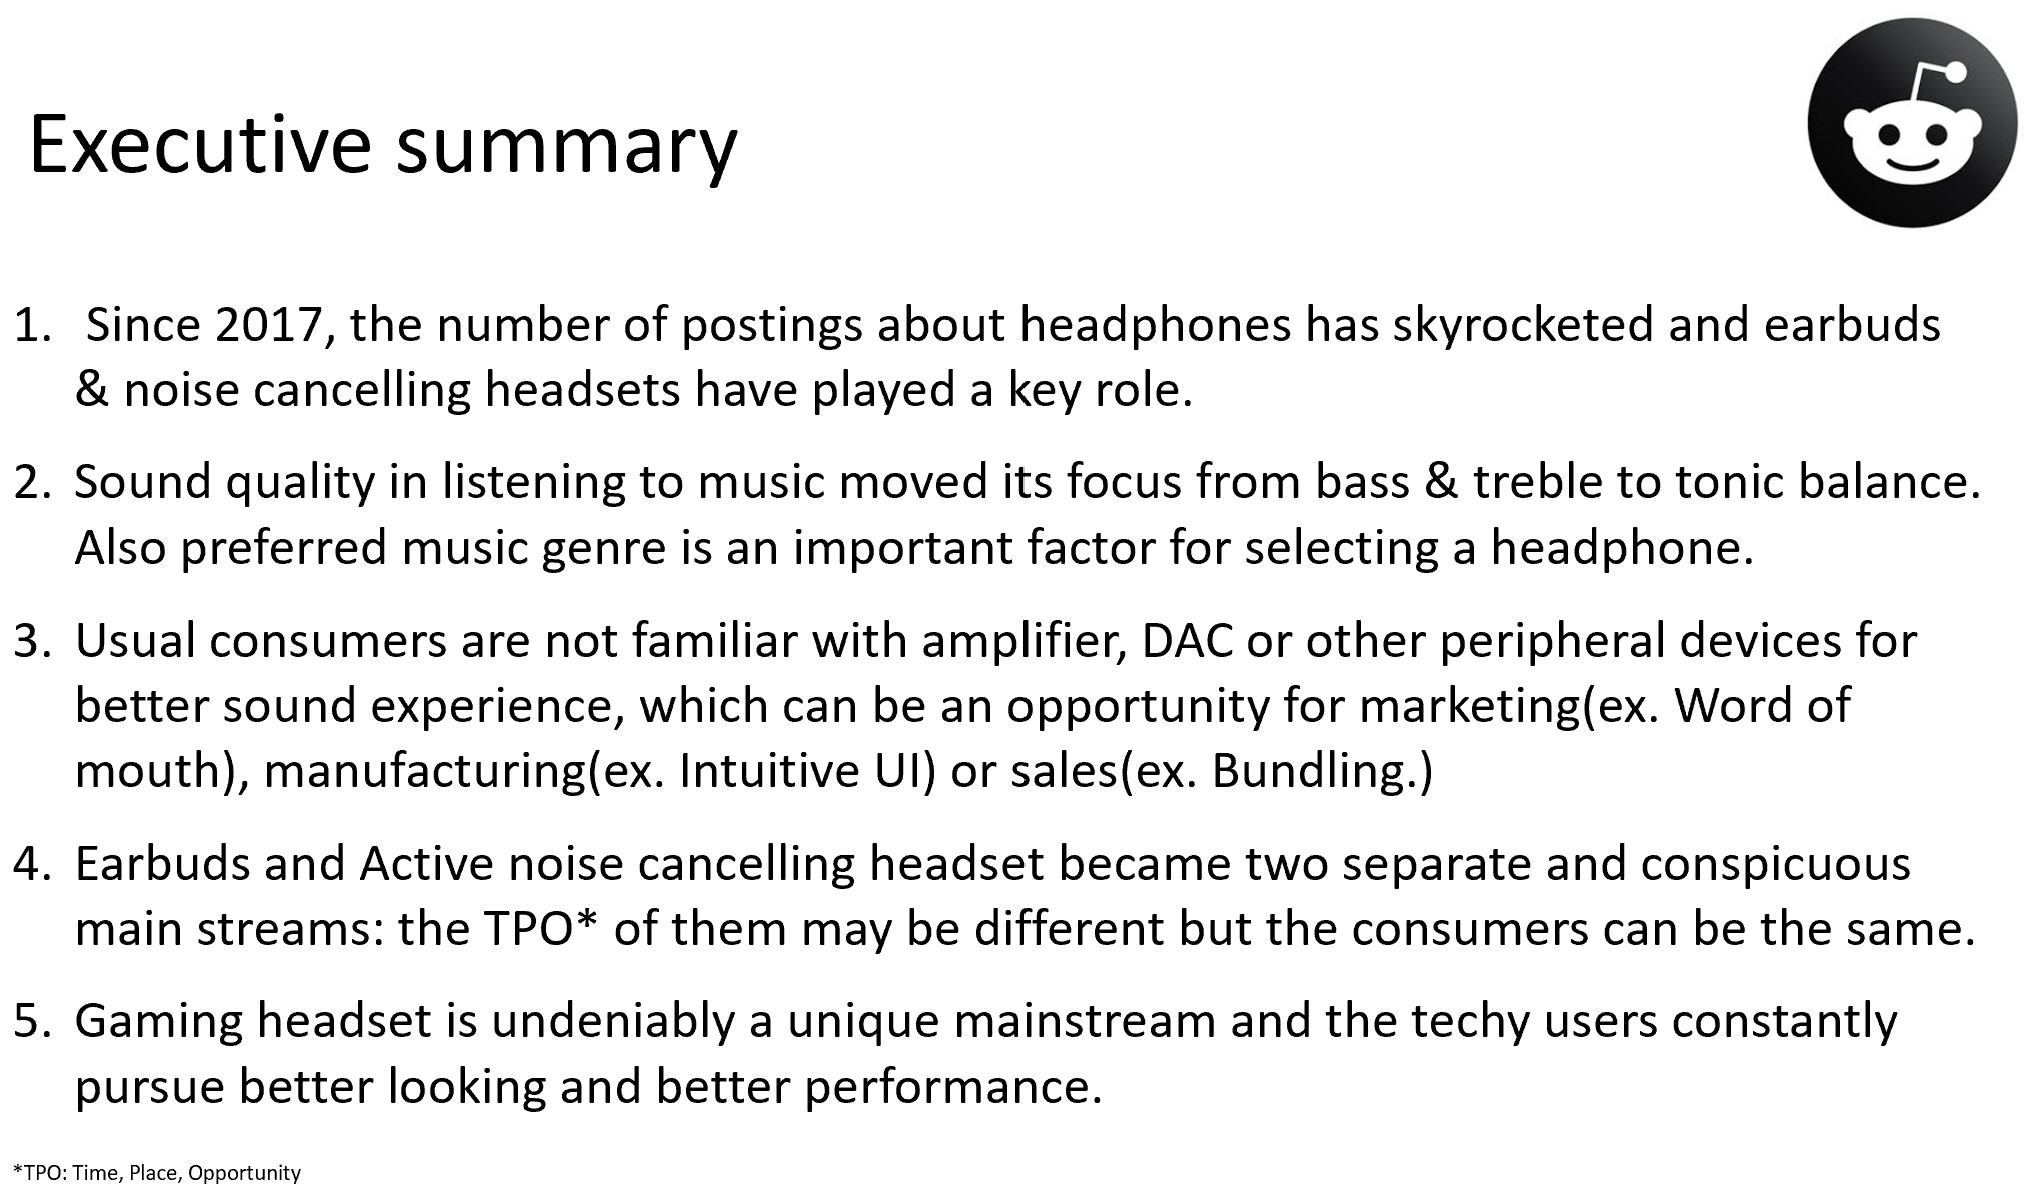 Executive summary
1. Since 2017, the number of postings about headphones has skyrocketed and earbuds
& noise cancelling headsets have played a key role.
2. Sound quality in listening to music moved its focus from bass & treble to tonic balance.
Also preferred music genre is an important factor for selecting a headphone.
3. Usual consumers are not familiar with amplifier, DAC or other peripheral devices for
better sound experience, which can be an opportunity for marketing(ex. Word of
mouth), manufacturing(ex. Intuitive UI) or sales(ex. Bundling.)
4. Earbuds and Active noise cancelling headset became two separate and conspicuous
main streams: the TPO* of them may be different but the consumers can be the same.
5. Gaming headset is undeniably a unique mainstream and the techy users constantly
pursue better looking and better performance.
*TPO: Time, Place, Opportunity